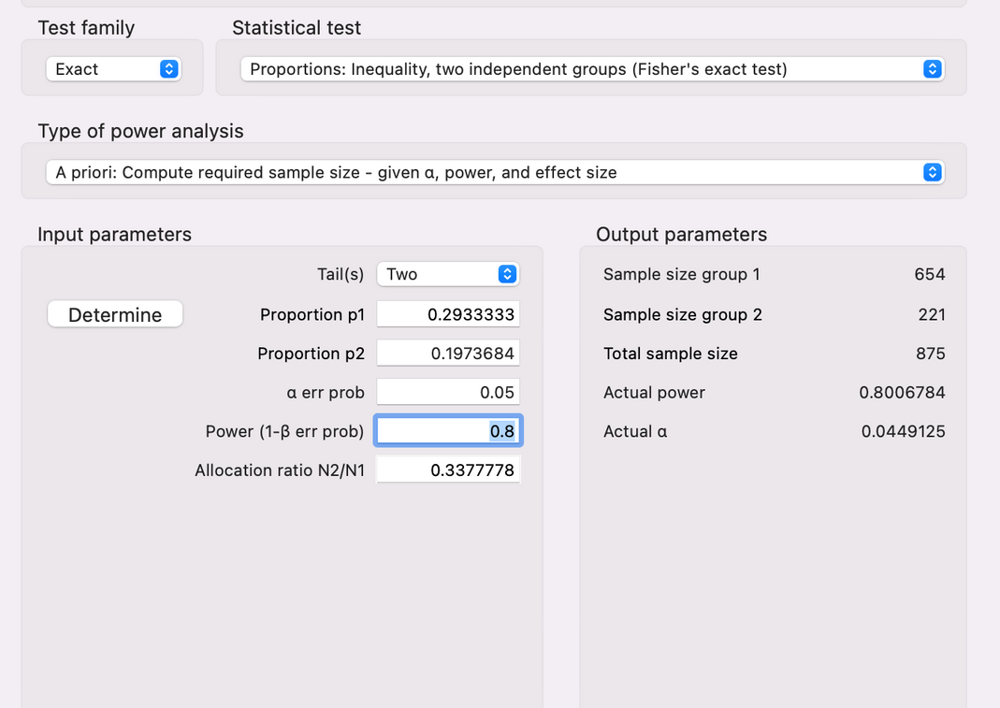 Test family
Statistical test
Exact
Proportions: Inequality, two independent groups (Fisher's exact test)
Type of power analysis
A priori: Compute required sample size - given α, power, and effect size
Input parameters
Output parameters
Tail(s) Two
Sample size group 1 654
Determine
Proportion p1 0.2933333
Sample size group 2 221
Proportion p2 0.1973684
Total sample size 875
α err prob 0.05
Actual power 0.8006784
Power (1-β err prob) 0.8
Actual α 0.0449125
Allocation ratio N2/N1 0.3377778